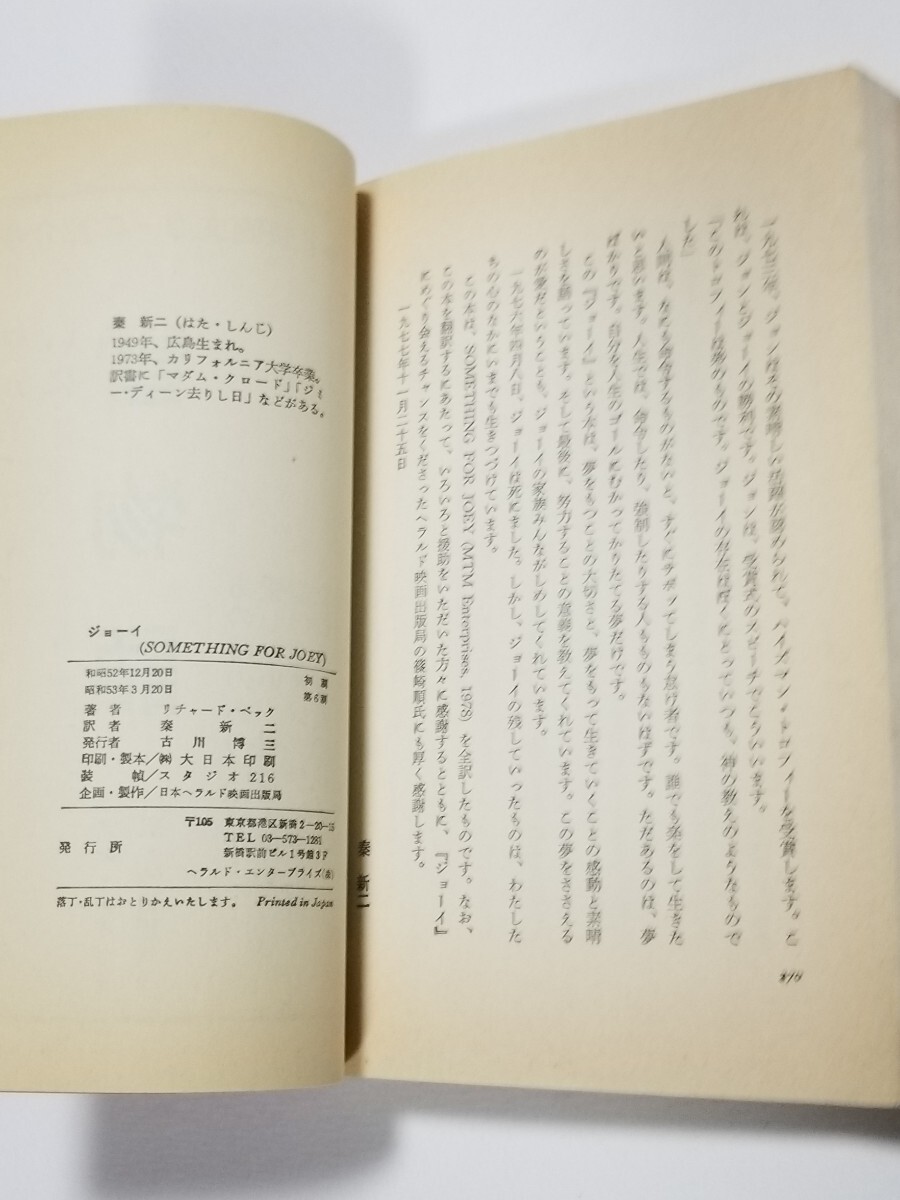 一九七三年、ジョンはその素晴しい活躍が認められて、ハイズマン・トロフィーを受賞します。こ
れは、ジョンとジョーイの勝利です。ジョンは、受賞式のスピーチでこういいます。
『このトロフィーは弟のものです。ジョーイの存在はぼくにとっていつも、神の教えのようなもので
した』
人間は、なにも命令するものがないと、すぐにサボってしまう怠け者です。誰でも楽をして生きた
いと思います。人生では、命令したり、強制したりする人もものもないはずです。ただあるのは、夢
ばかりです。自分を人生のゴールにむかってかりたてる夢だけです。
この『ジョーイ』という本は、夢をもつことの大切さと、夢をもって生きていくことの感動と素晴
しさを語っています。そして最後に、努力することの意義を教えてくれています。この夢をささえる
のが愛だということも、ジョーイの家族みんながしめしてくれています。
一九七六年四月八日、ジョーイは死にました。しかし、ジョーイの残していったものは、わたした
ちの心のなかにいまでも生きつづけています。
この本は、SOMETHING FOR JOEY (MTM Enterprises, 1978) を全訳したものです。なお、
この本を翻訳するにあたって、いろいろと援助をいただいた方々に感謝するとともに、『ジョーイ』
にめぐり会えるチャンスをくださったヘラルド映画出版局の篠崎順氏にも厚く感謝します。
一九七七年十一月二十五日
秦 新二
秦 新二（はた・しんじ）
1949年、広島生まれ。
1973年、カリフォルニア大学卒業。
訳書に「マダム・クロード」「ジミ
ー・ディーン去りし日」などがある。
ジョーイ
(SOMETHING FOR JOEY)
昭和52年12月20日 初刷
昭和53年3月20日 第6刷
著者 リチャード・ペック
訳者 秦新二
発行者 古川博三
印刷・製本／㈱大日本印刷
装幀／スタジオ216
企画・製作／日本ヘラルド映画出版局
〒105 東京都港区新橋2-20-15
TEL 03-573-1281
発行所 新橋駅前ビル1号館3F
ヘラルド・エンタープライズ㈱
落丁・乱丁はおとりかえいたします。 Printed in Japan